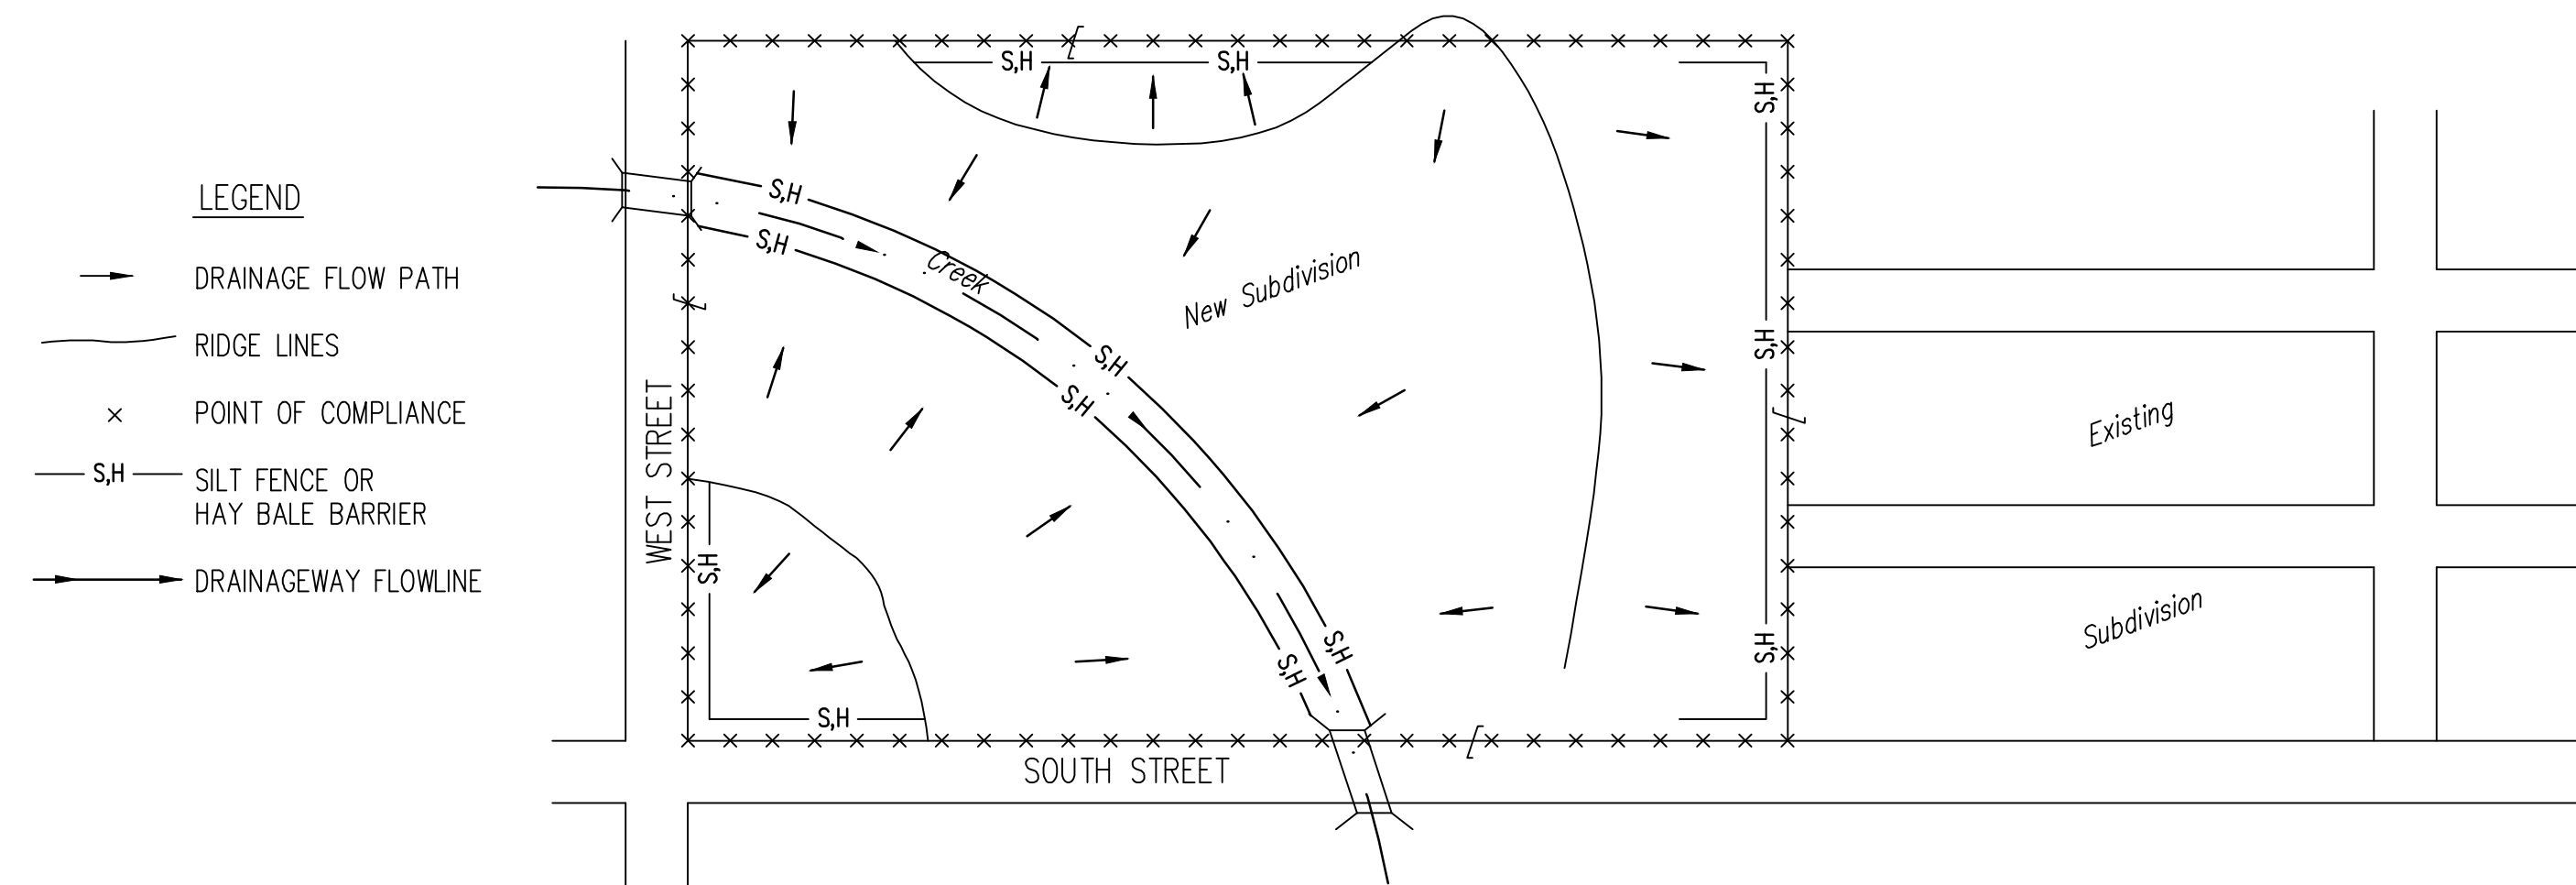 LEGEND
DRAINAGE FLOW PATH
RIDGE LINES
POINT OF COMPLIANCE
S,H
SILT FENCE OR
HAY BALE BARRIER
DRAINAGEWAY FLOWLINE
S,H
S,H
S,H
S,H
S,H
Creek
New Subdivision
S,H
S,H
S,H
WEST STREET
Existing
S,H
Subdivision
S,H
S,H
S,H
S,H
SOUTH STREET